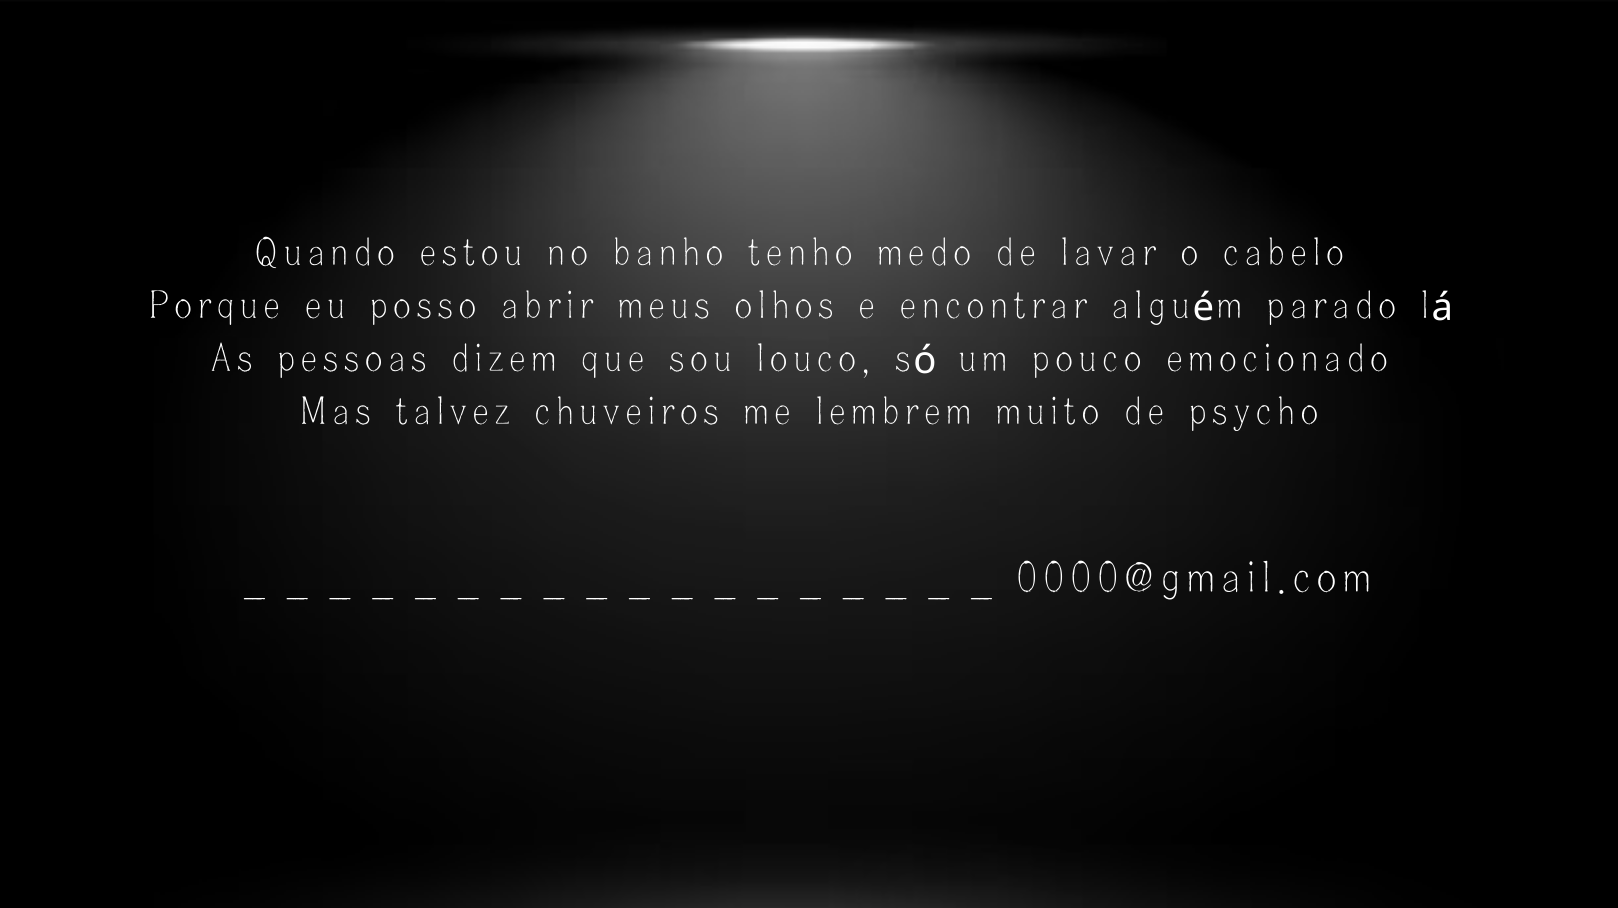 Quando estou no banho tenho medo de lavar o cabelo
Porque eu posso abrir meus olhos e encontrar alguém parado lá
As pessoas dizem que sou louco, só um pouco emocionado
Mas talvez chuveiros me lembrem muito de psycho
_ _ _ _ _ _ _ _ _ _ _ _ _ _ _ _ _ _ 0000@gmail.com